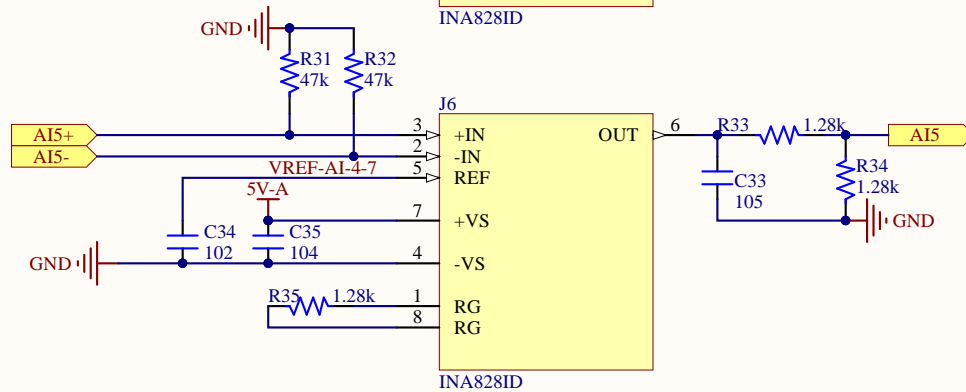 INA828ID
GND
R31
47k
R32
47k
J6
AI5+
AI5-
3
+IN
OUT
6
R33
1.28k
AI5
2
-IN
VREF-AI-4-7
5
REF
5V-A
C33
105
R34
1.28k
GND
7
+VS
C34
102
C35
104
GND
4
-VS
R35
1.28k
1
RG
8
RG
INA828ID